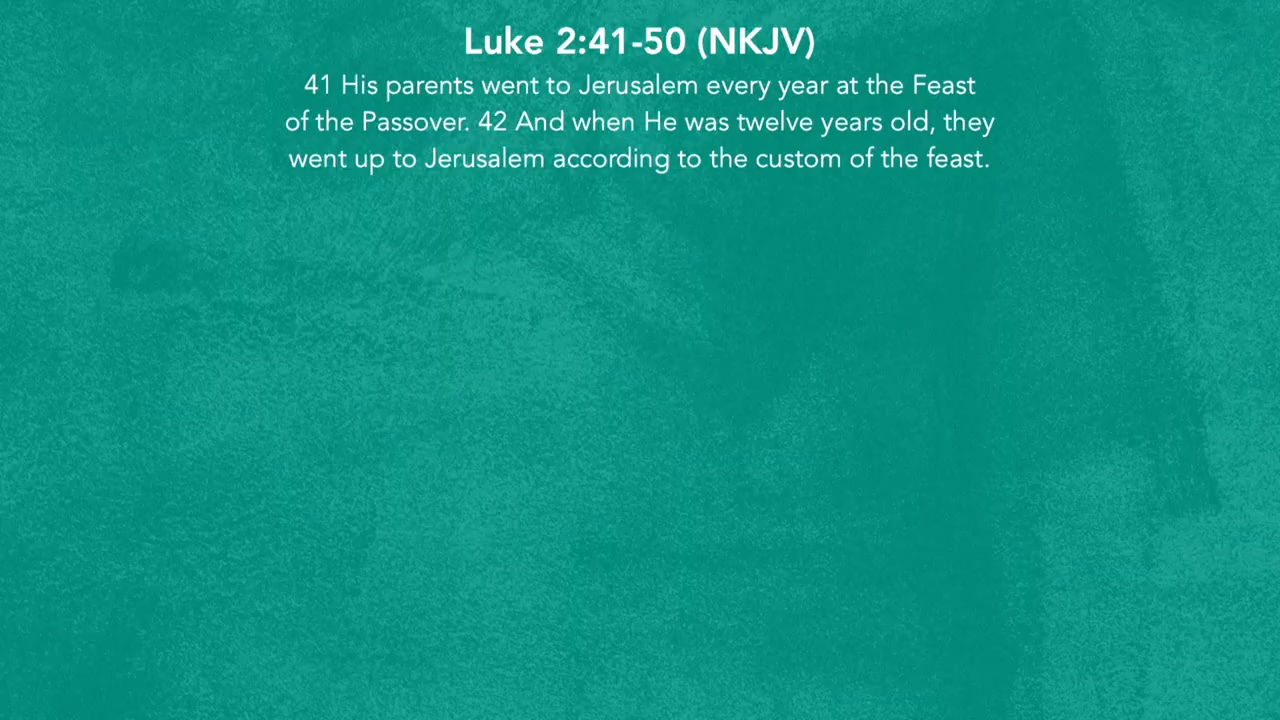 Luke 2:41-50 (NKJV)
41 His parents went to Jerusalem every year at the Feast
of the Passover. 42 And when He was twelve years old, they
went up to Jerusalem according to the custom of the feast.